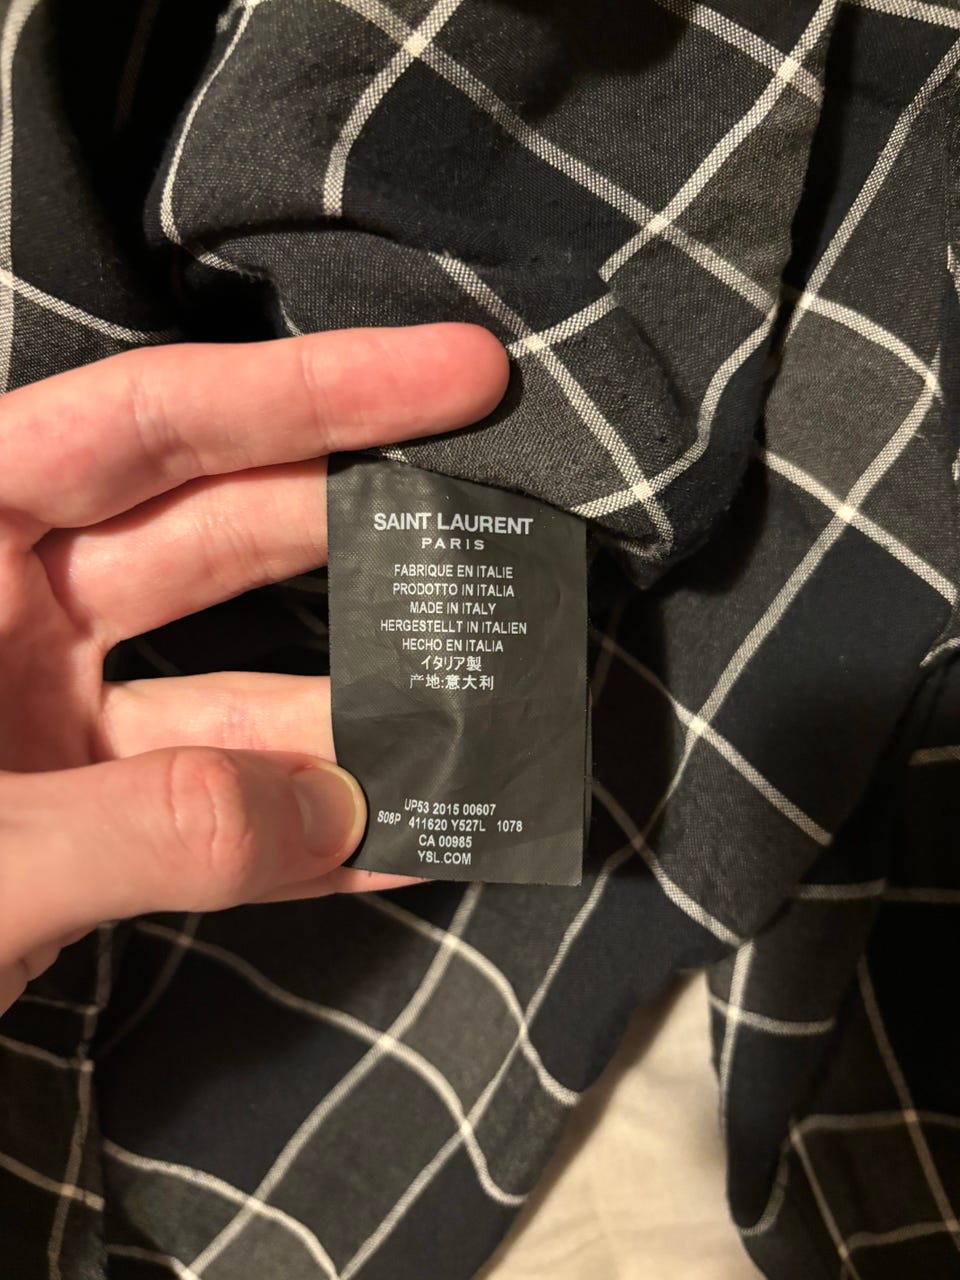 SAINT LAURENT
PARIS
FABRIQUE EN ITALIE
PRODOTTO IN ITALIA
MADE IN ITALY
HERGESTELLT IN ITALIEN
HECHO EN ITALIA
イタリア製
产地:意大利
UP53 2015 00607
S08P 411620 Y527L 1078
CA 00985
YSL.COM